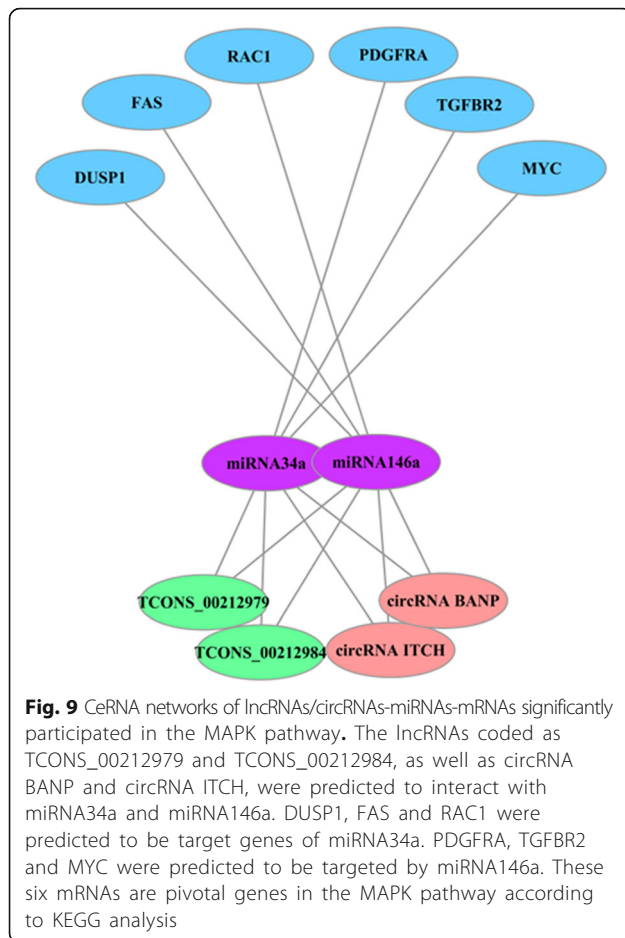 RAC1
PDGFRA
FAS
TGFBR2
DUSP1
MYC
miRNA34a
miRNA146a
TCONS_00212979
circRNA BANP
TCONS_00212984
circRNA ITCH
Fig. 9 CeRNA networks of lncRNAs/circRNAs-miRNAs-mRNAs significantly
participated in the MAPK pathway. The lncRNAs coded as
TCONS_00212979 and TCONS_00212984, as well as circRNA
BANP and circRNA ITCH, were predicted to interact with
miRNA34a and miRNA146a. DUSP1, FAS and RAC1 were
predicted to be target genes of miRNA34a. PDGFRA, TGFBR2
and MYC were predicted to be targeted by miRNA146a. These
six mRNAs are pivotal genes in the MAPK pathway according
to KEGG analysis